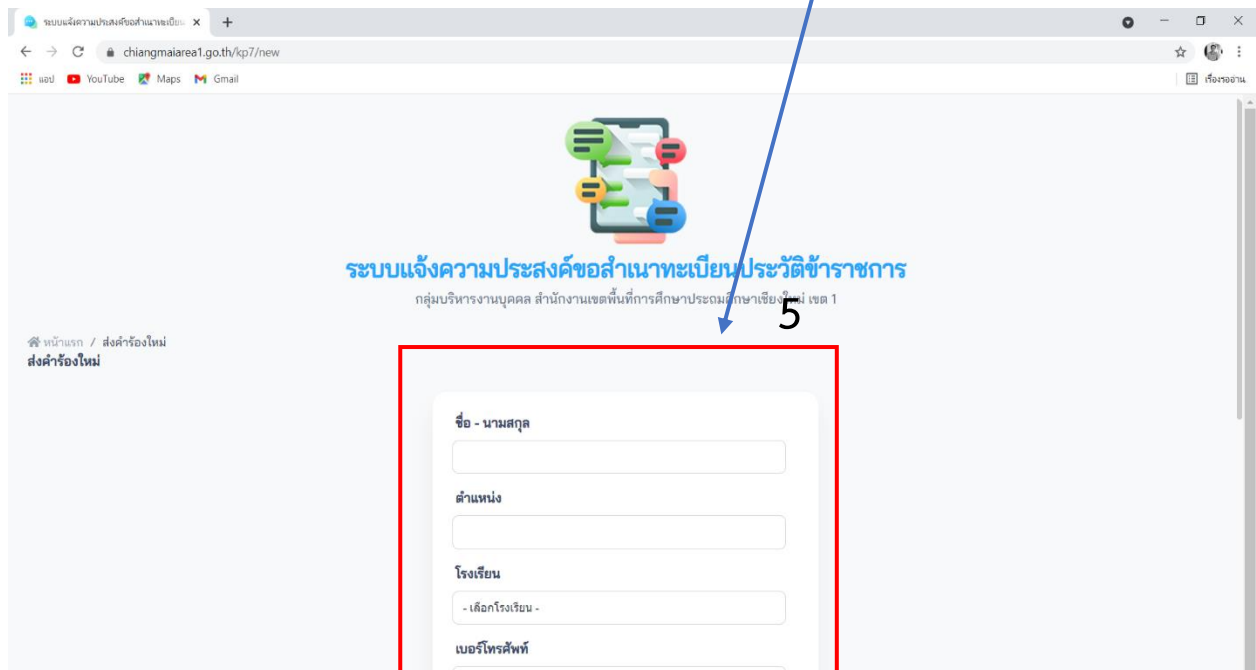 ระบบแจ้งความประสงค์ขอสำเนาทะเบียน
chiangmaiarea1.go.th/kp7/new
แอป YouTube Maps Gmail เรื่องรออ่าน
ระบบแจ้งความประสงค์ขอสำเนาทะเบียนประวัติข้าราชการ
กลุ่มบริหารงานบุคคล สำนักงานเขตพื้นที่การศึกษาประถมศึกษาเชียงใหม่ เขต 1
5
หน้าแรก / ส่งคำร้องใหม่
ส่งคำร้องใหม่
ชื่อ - นามสกุล
ตำแหน่ง
โรงเรียน
- เลือกโรงเรียน -
เบอร์โทรศัพท์